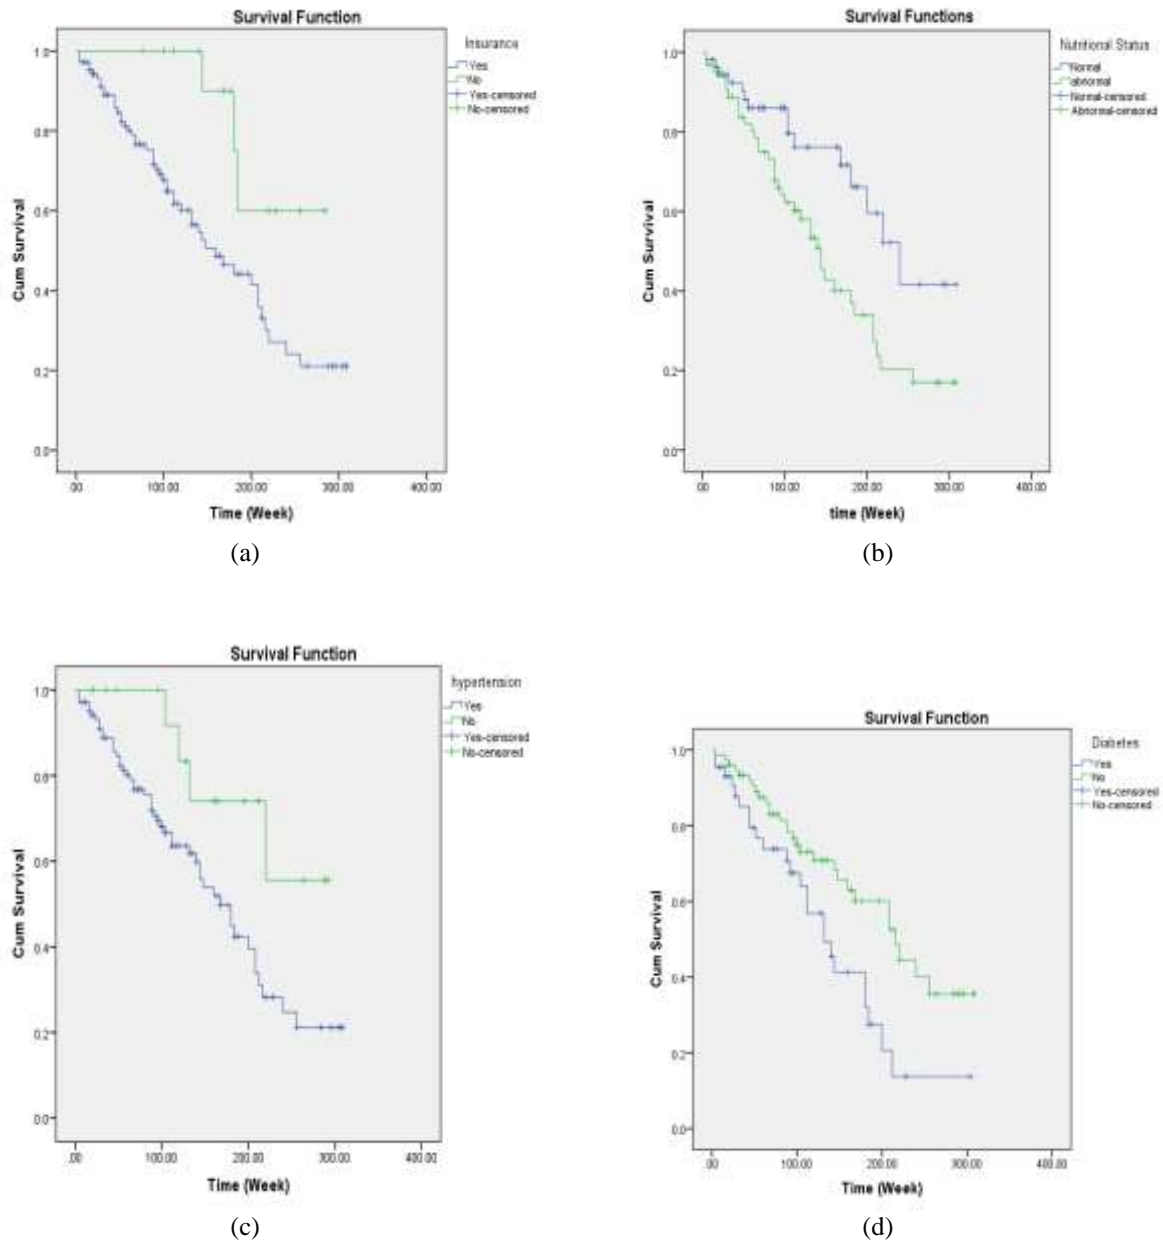 Survival Function
Insurance
Yes
No
Yes-censored
No-censored
1.0
0.8
0.6
0.4
0.2
0.0
Cum Survival
.00 100.00 200.00 300.00 400.00
Time (Week)
(a)
Survival Functions
Nutritional Status
Normal
abnormal
Normal-censored
Abnormal-censored
1.0
0.8
0.6
0.4
0.2
0.0
Cum Survival
.00 100.00 200.00 300.00 400.00
time (Week)
(b)
Survival Function
hypertension
Yes
No
Yes-censored
No-censored
1.0
0.8
0.6
0.4
0.2
0.0
Cum Survival
.00 100.00 200.00 300.00 400.00
Time (Week)
(c)
Survival Function
Diabetes
Yes
No
Yes-censored
No-censored
1.0
0.8
0.6
0.4
0.2
0.0
Cum Survival
.00 100.00 200.00 300.00 400.00
Time (Week)
(d)